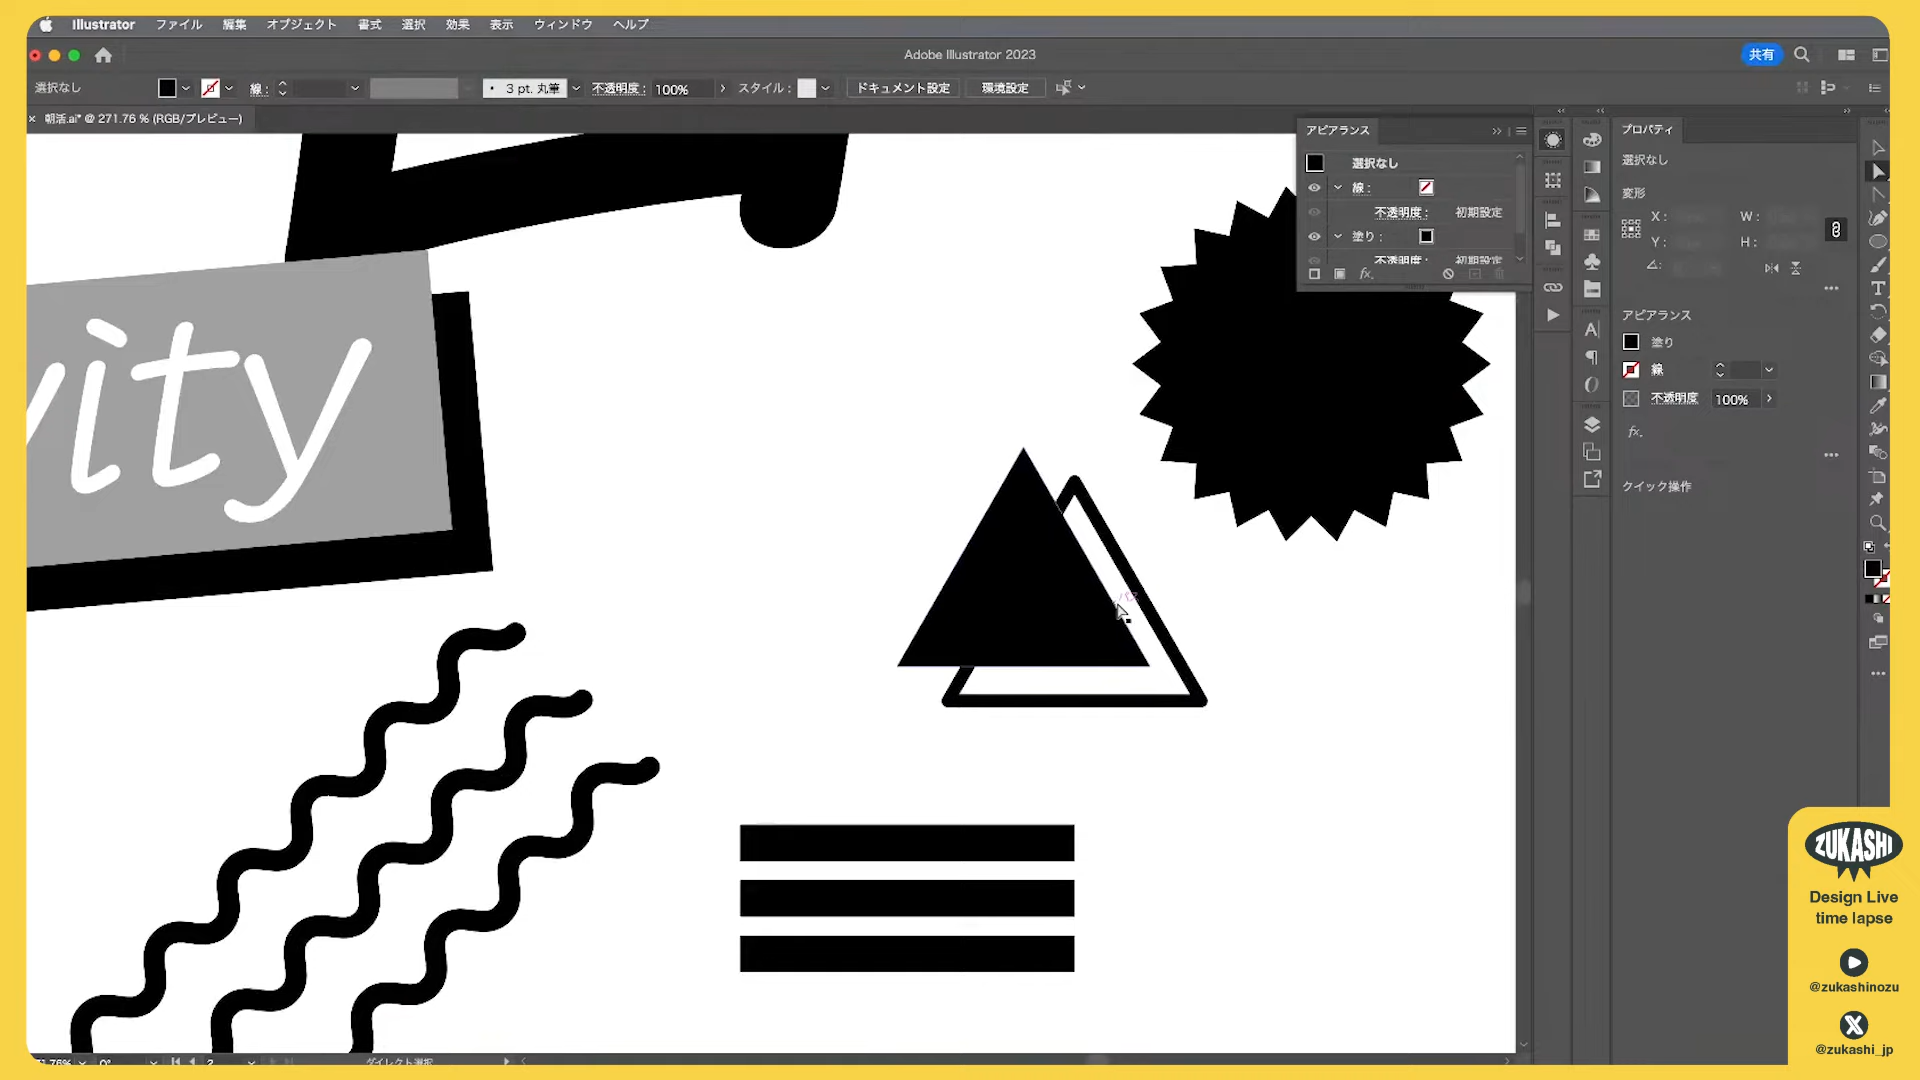 Illustrator ファイル 編集 オブジェクト 書式 選択 効果 表示 ウィンドウ ヘルプ
Adobe Illustrator 2023
共有
選択なし 線: 3 pt. 丸筆 不透明度: 100% スタイル: ドキュメント設定 環境設定
× 朝活.ai* @ 271.76 % (RGB/プレビュー)
アピアランス
選択なし
線:
不透明度: 初期設定
塗り:
不透明度: 初期設定
fx.
プロパティ
選択なし
変形
X: W:
Y: H:
アピアランス
塗り
線
不透明度 100%
fx.
クイック操作
vity
パス
ダイレクト選択
ZUKASHI
Design Live
time lapse
@zukashinozu
@zukashi_jp